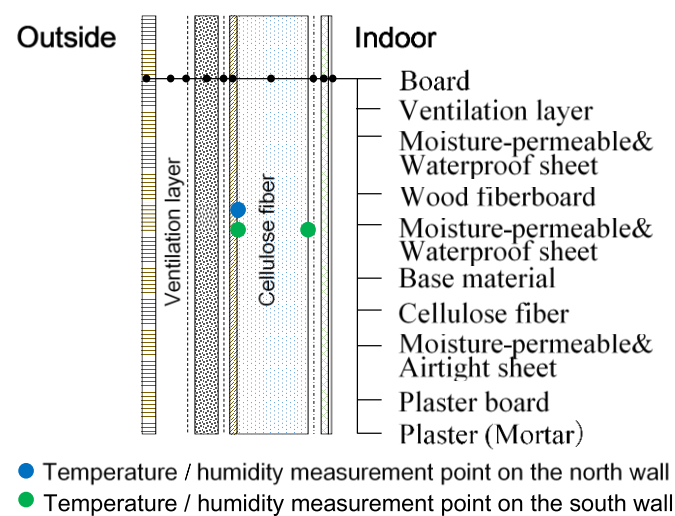 Outside
Indoor
Board
Ventilation layer
Moisture-permeable&
Waterproof sheet
Wood fiberboard
Moisture-permeable&
Waterproof sheet
Base material
Cellulose fiber
Moisture-permeable&
Airtight sheet
Plaster board
Plaster (Mortar)
Ventilation layer
Cellulose fiber
Temperature / humidity measurement point on the north wall
Temperature / humidity measurement point on the south wall